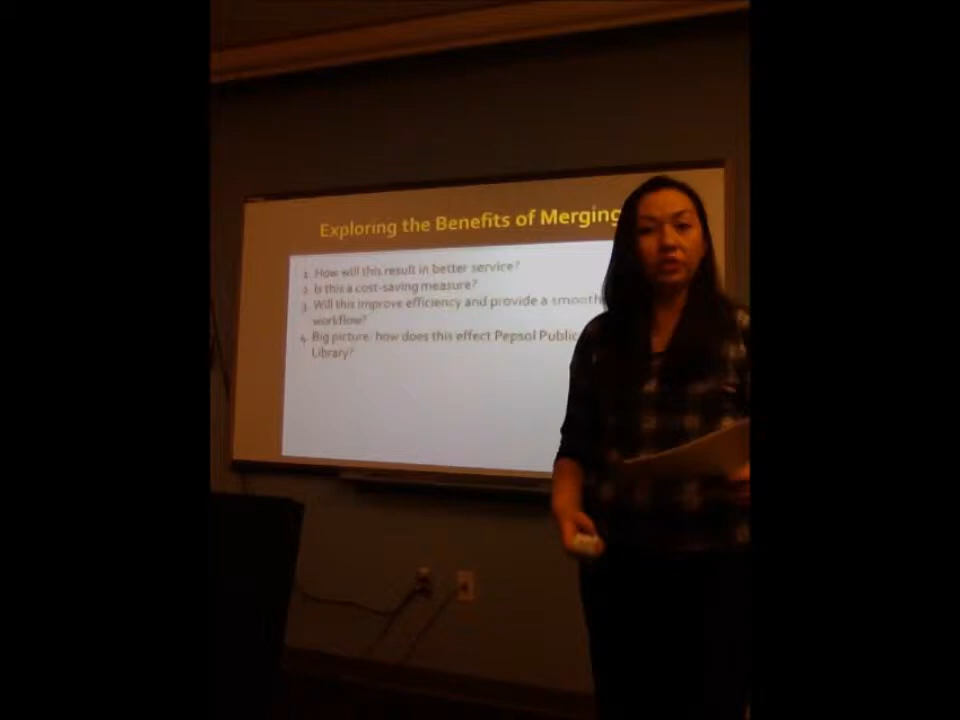 Exploring the Benefits of Merging
1. How will this result in better service?
2. Is this a cost-saving measure?
3. Will this improve efficiency and provide a smooth
workflow?
4. Big picture: how does this effect Pepsol Public
Library?